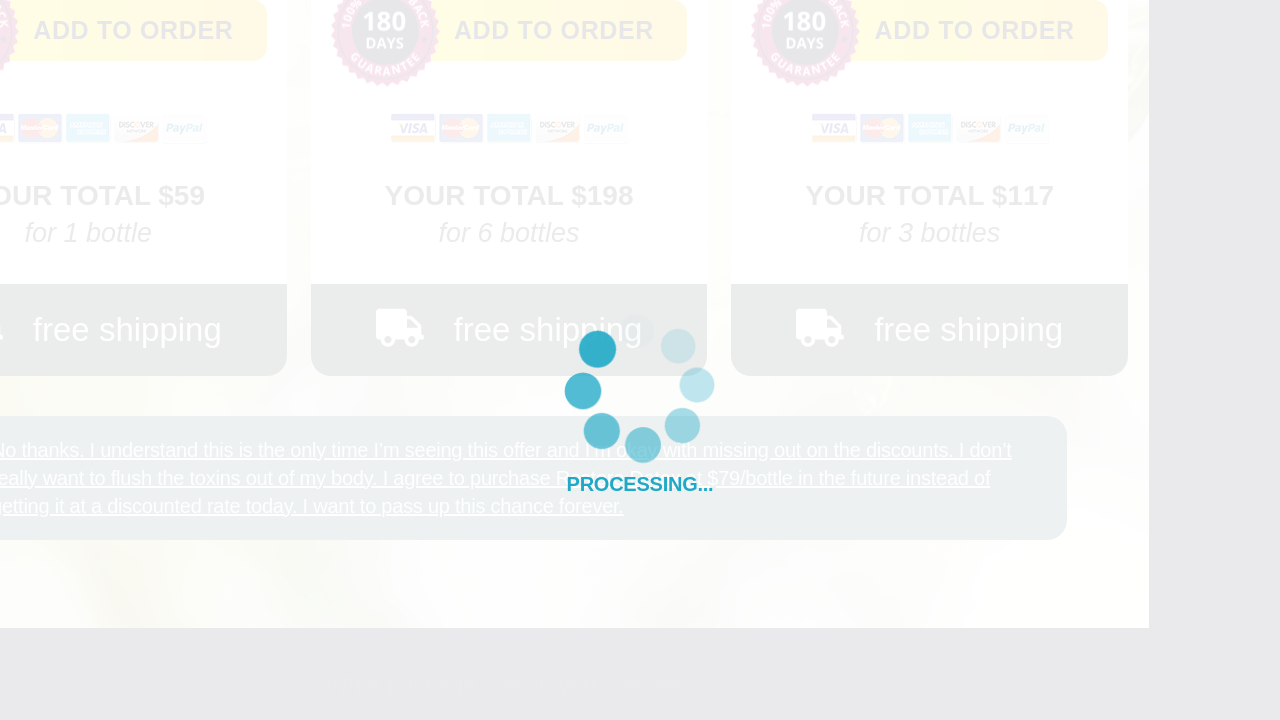 ADD TO ORDER
100% BACK
180
DAYS
GUARANTEE
ADD TO ORDER
180
DAYS
GUARANTEE
ADD TO ORDER
VISA MasterCard DISCOVER PayPal
VISA MasterCard DISCOVER PayPal
OUR TOTAL $59
YOUR TOTAL $198
YOUR TOTAL $117
for 1 bottle
for 6 bottles
for 3 bottles
free shipping
free shipping
free shipping
No thanks. I understand this is the only time I'm seeing this offer and I'm okay with missing out on the discounts. I don't
really want to flush the toxins out of my body. I agree to purchase $79/bottle in the future instead of
getting it at a discounted rate today. I want to pass up this chance forever.
PROCESSING...